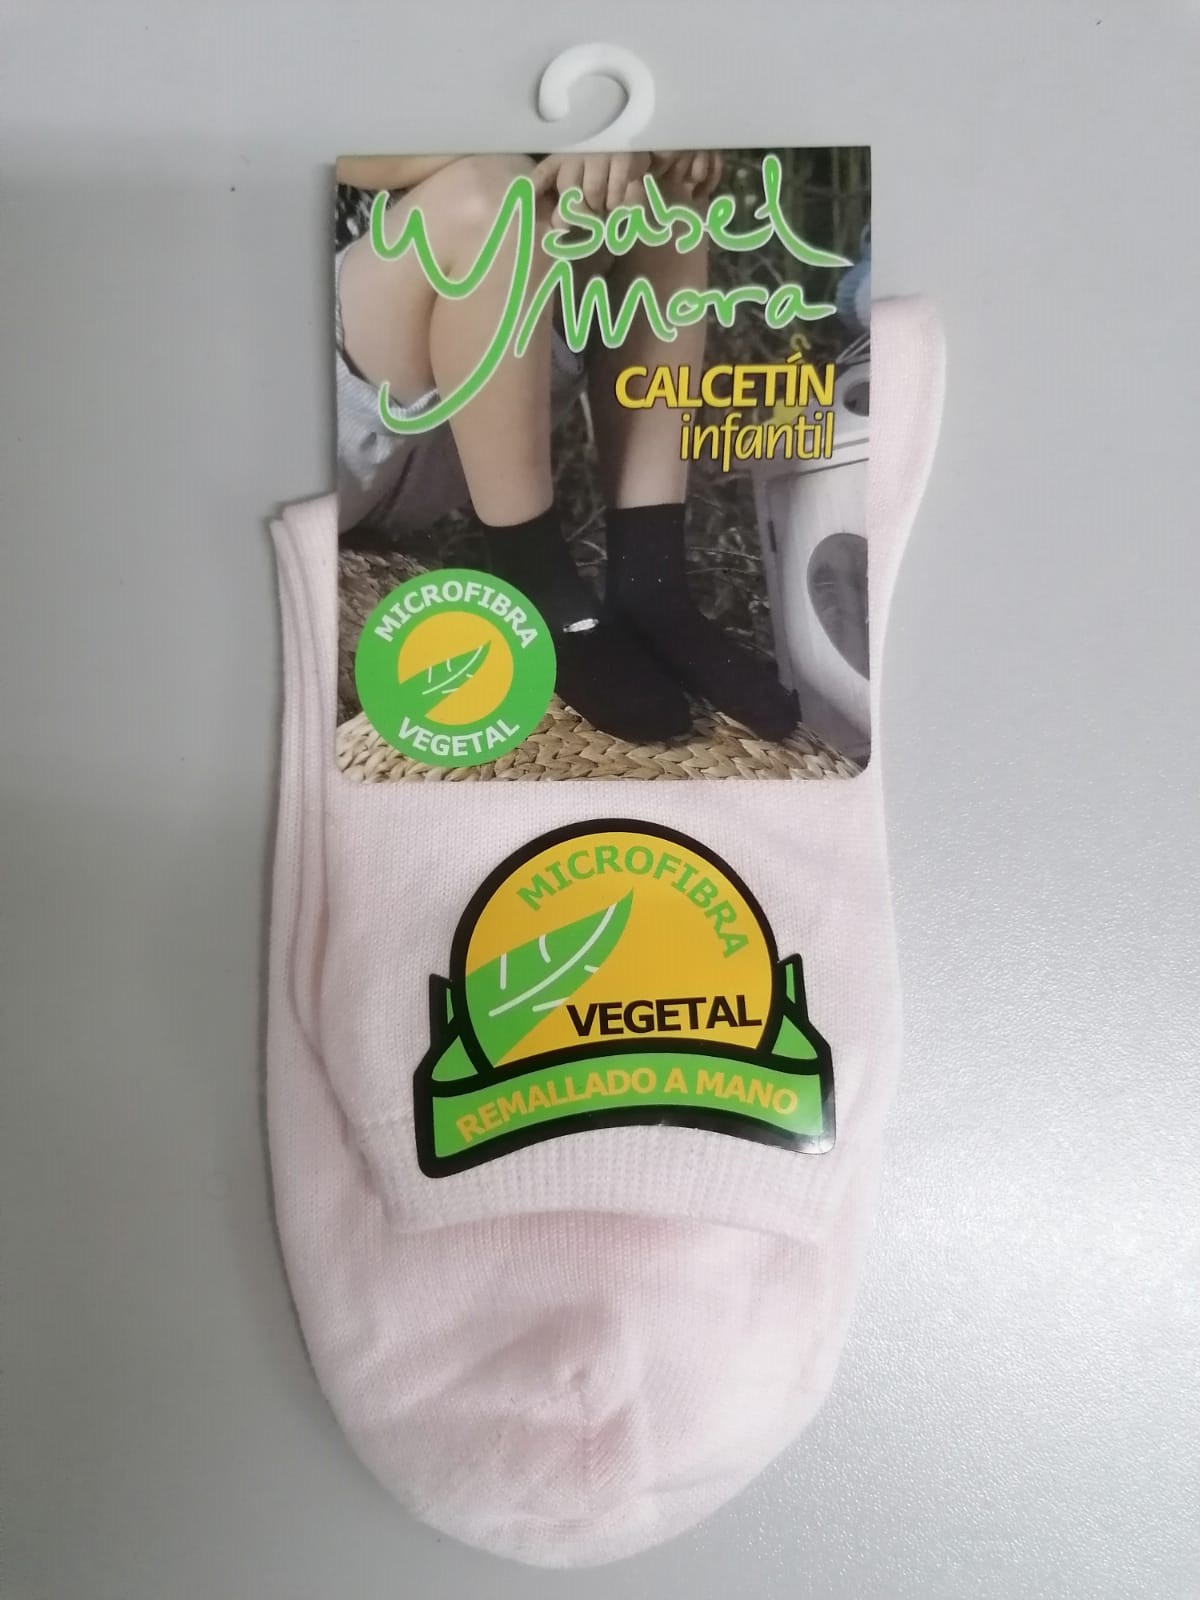 Ysabel
Mora
CALCETÍN
infantil
MICROFIBRA
VEGETAL
MICROFIBRA
VEGETAL
REMALLADO A MANO